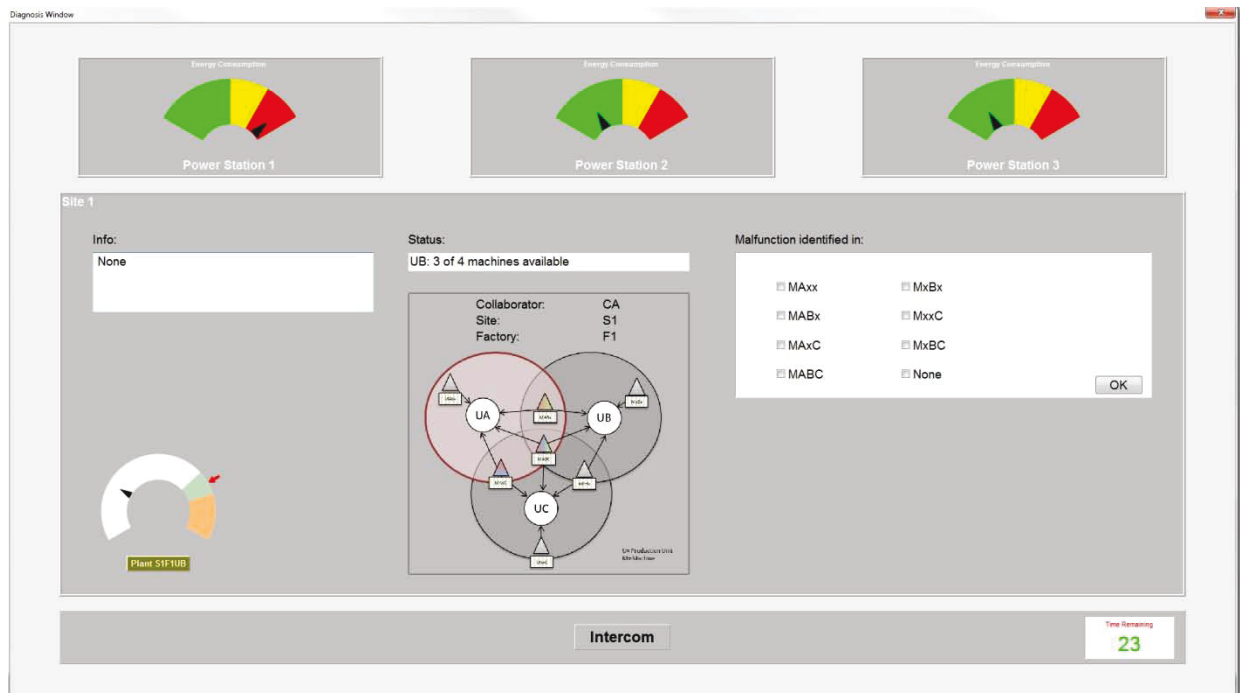 Diagnosis Window
Energy Consumption
Power Station 1
Energy Consumption
Power Station 2
Energy Consumption
Power Station 3
Site 1
Info:
None
Status:
UB: 3 of 4 machines available
Malfunction identified in:
MAxx
MxBx
MABx
MxxC
MAxC
MxBC
MABC
None
OK
Collaborator: CA
Site: S1
Factory: F1
UA
UB
UC
Plant S1F1UB
Intercom
Time Remaining
23